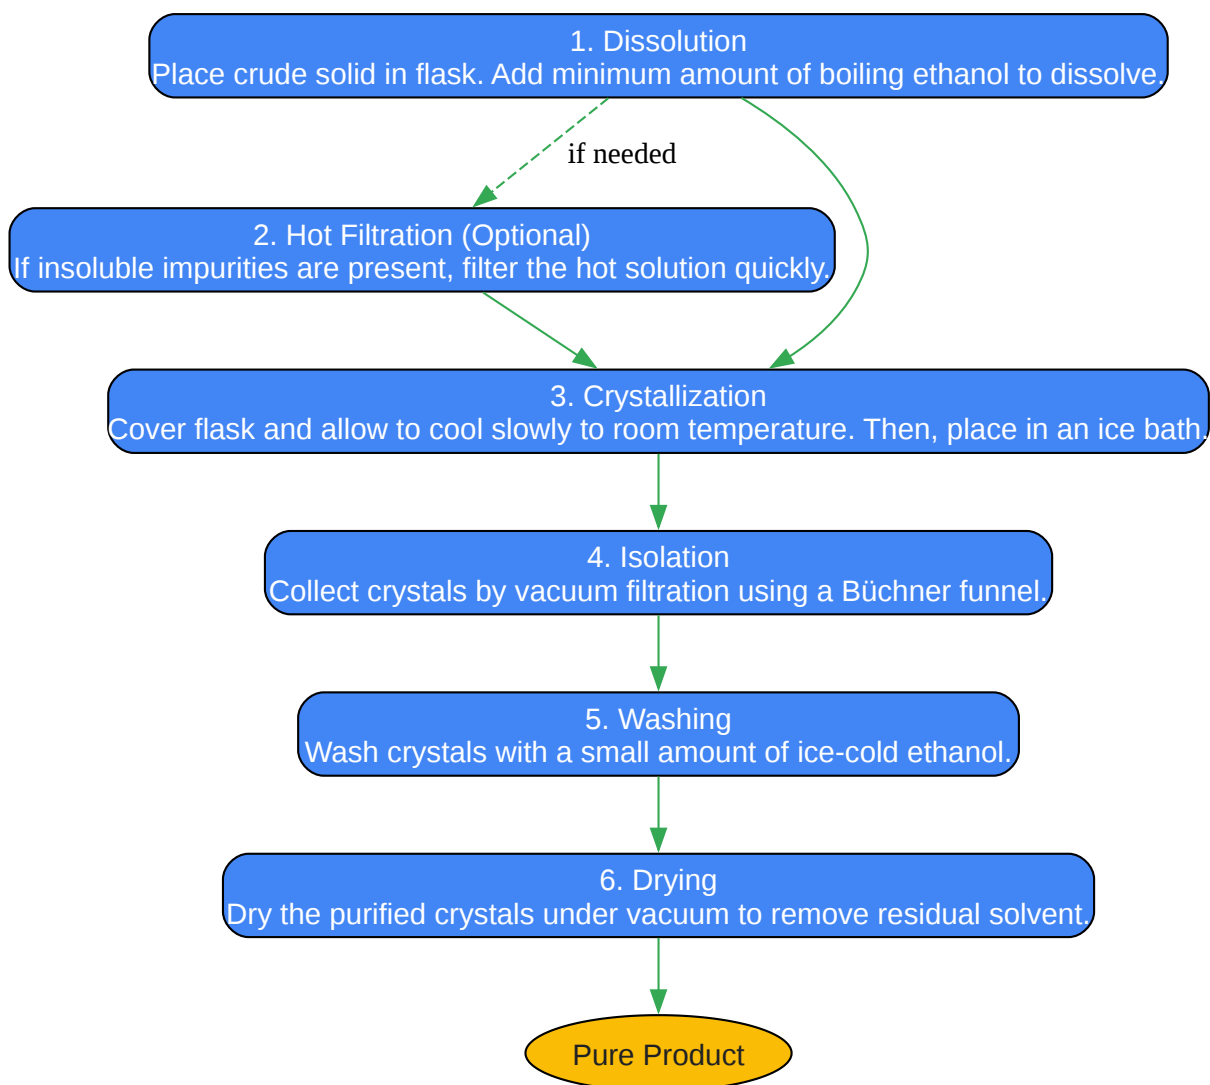 1. Dissolution
Place crude solid in flask. Add minimum amount of boiling ethanol to dissolve.
if needed
2. Hot Filtration (Optional)
If insoluble impurities are present, filter the hot solution quickly.
3. Crystallization
Cover flask and allow to cool slowly to room temperature. Then, place in an ice bath.
4. Isolation
Collect crystals by vacuum filtration using a Büchner funnel.
5. Washing
Wash crystals with a small amount of ice-cold ethanol.
6. Drying
Dry the purified crystals under vacuum to remove residual solvent.
Pure Product